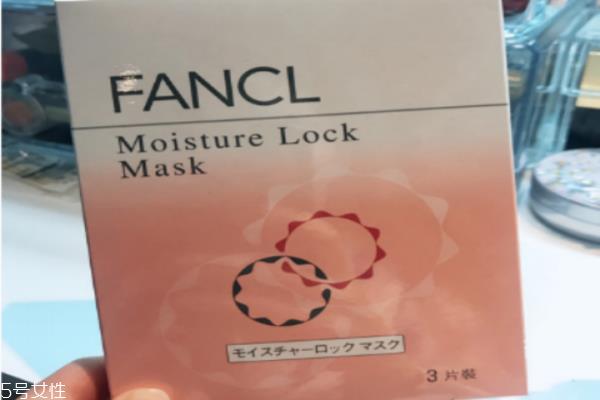 FANCL
Moisture Lock
Mask
モイスチャーロック マスク
3 片裝
5号女性